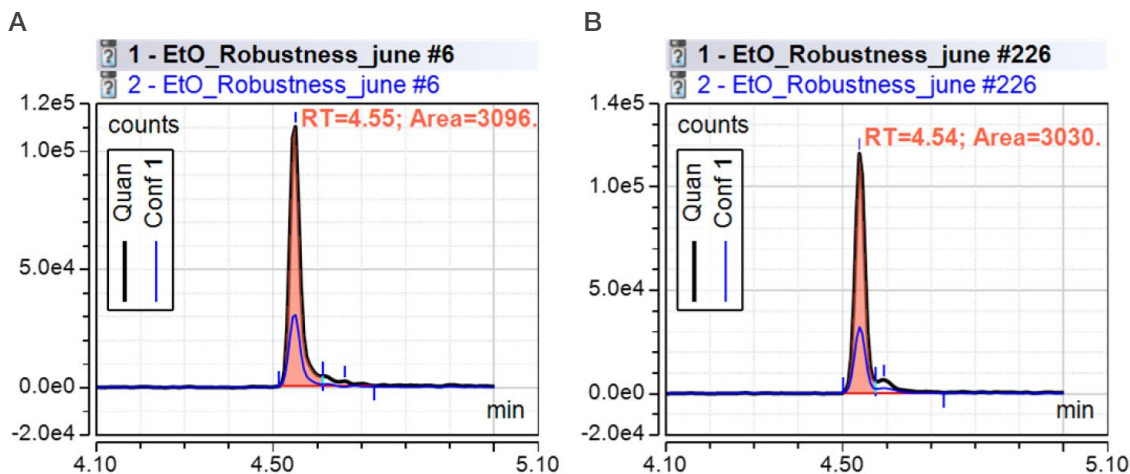 A
1 - EtO_Robustness_june #6
2 - EtO_Robustness_june #6
1.2e5
counts
RT=4.55; Area=3096.
1.0e5
Quan
Conf 1
5.0e4
0.0e0
min
-2.0e4
4.10
4.50
5.10
B
1 - EtO_Robustness_june #226
2 - EtO_Robustness_june #226
1.4e5
counts
RT=4.54; Area=3030.
1.0e5
Quan
Conf 1
5.0e4
0.0e0
min
-2.0e4
4.10
4.50
5.10